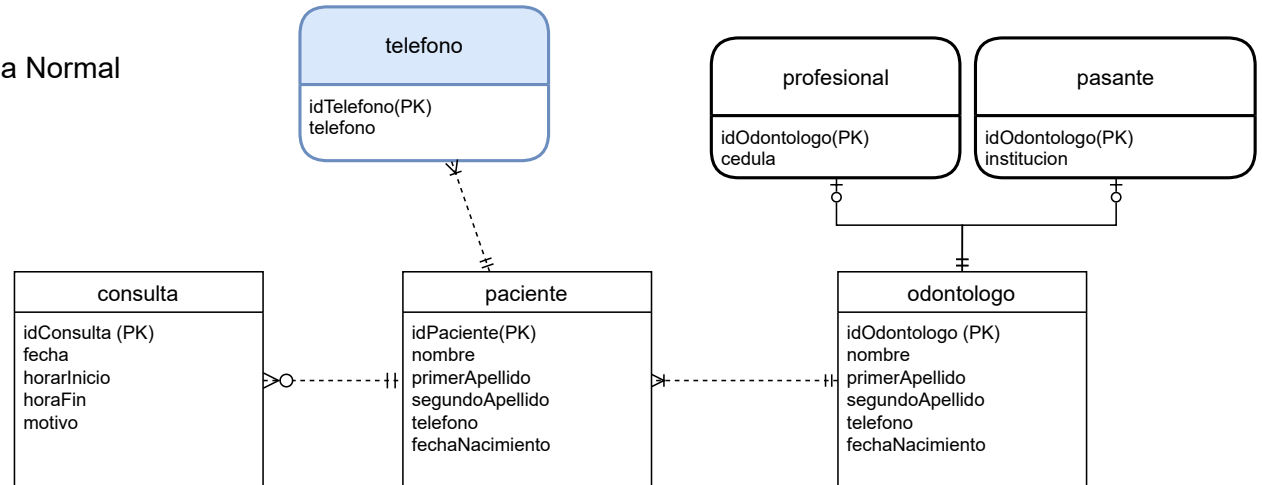 a Normal
telefono
idTelefono(PK)
telefono
profesional
idOdontologo(PK)
cedula
pasante
idOdontologo(PK)
institucion
consulta
idConsulta (PK)
fecha
horarInicio
horaFin
motivo
paciente
idPaciente(PK)
nombre
primerApellido
segundoApellido
telefono
fechaNacimiento
odontologo
idOdontologo (PK)
nombre
primerApellido
segundoApellido
telefono
fechaNacimiento